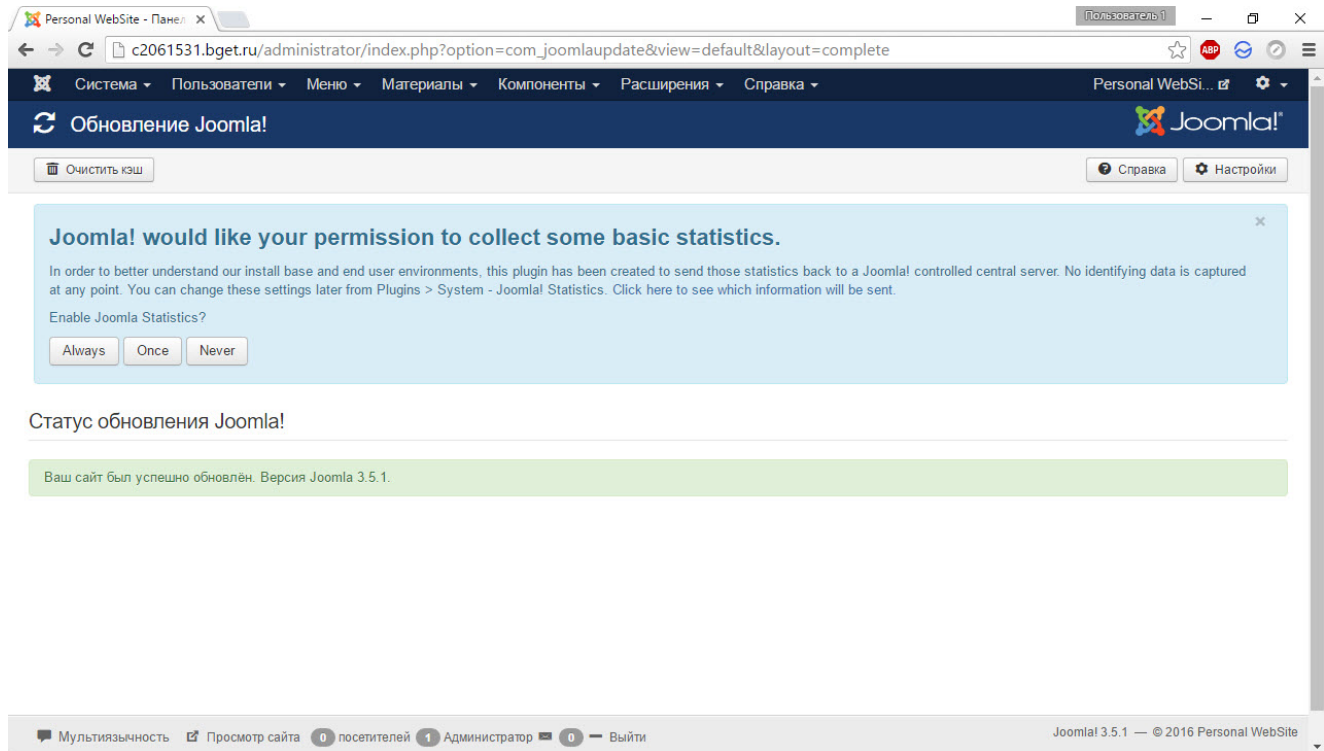 Personal WebSite - Панел
Пользователь 1
c2061531.bget.ru/administrator/index.php?option=com_joomlaupdate&view=default&layout=complete
ABP
Система Пользователи Меню Материалы Компоненты Расширения Справка Personal WebSi...
Обновление Joomla!
Joomla!
Очистить кэш Справка Настройки
Joomla! would like your permission to collect some basic statistics.
In order to better understand our install base and end user environments, this plugin has been created to send those statistics back to a Joomla! controlled central server. No identifying data is captured
at any point. You can change these settings later from Plugins > System - Joomla! Statistics. Click here to see which information will be sent.
Enable Joomla Statistics?
Always Once Never
Статус обновления Joomla!
Ваш сайт был успешно обновлён. Версия Joomla 3.5.1.
Мультиязычность Просмотр сайта 0 посетителей 1 Администратор 0 Выйти Joomla! 3.5.1 — © 2016 Personal WebSite